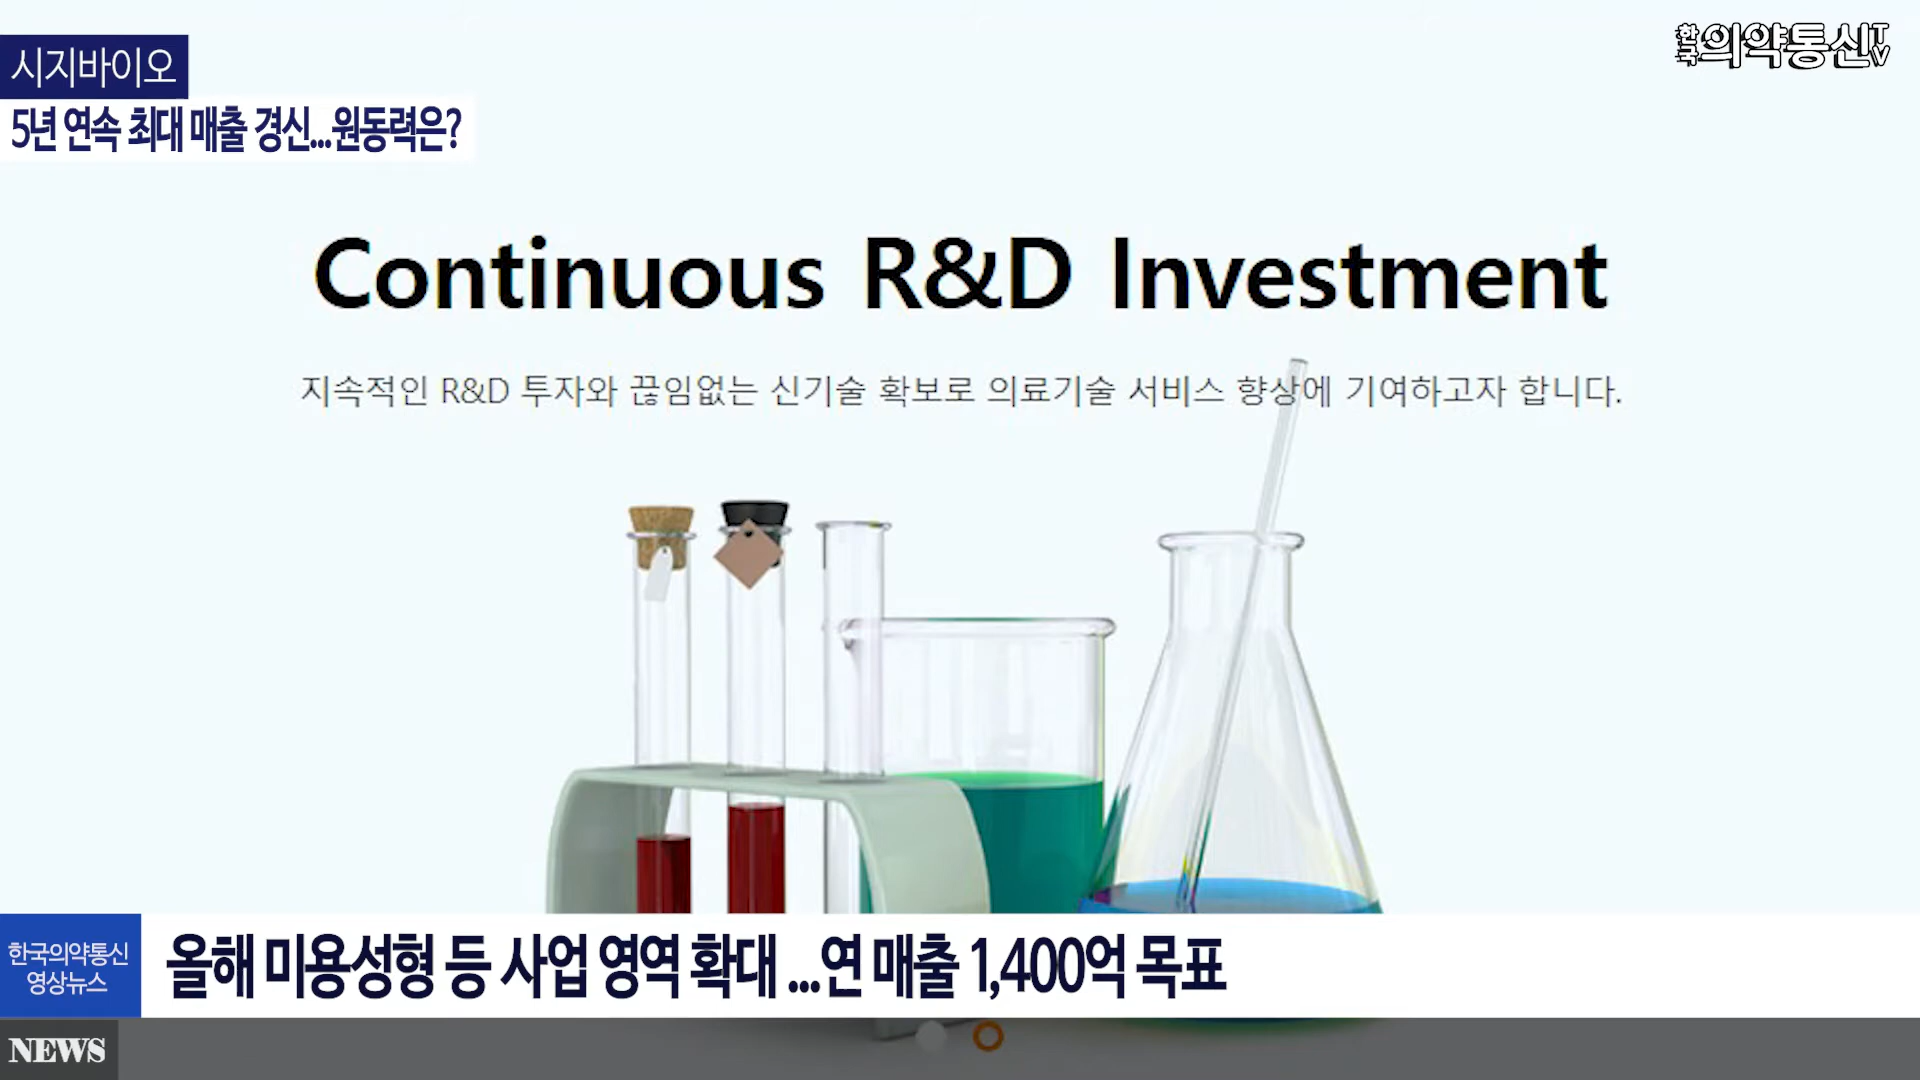 시지바이오
한국의약통신TV
5년 연속 최대 매출 경신...원동력은?
Continuous R&D Investment
지속적인 R&D 투자와 끊임없는 신기술 확보로 의료기술 서비스 향상에 기여하고자 합니다.
한국의약통신
영상뉴스
올해 미용성형 등 사업 영역 확대 ...연 매출 1,400억 목표
NEWS